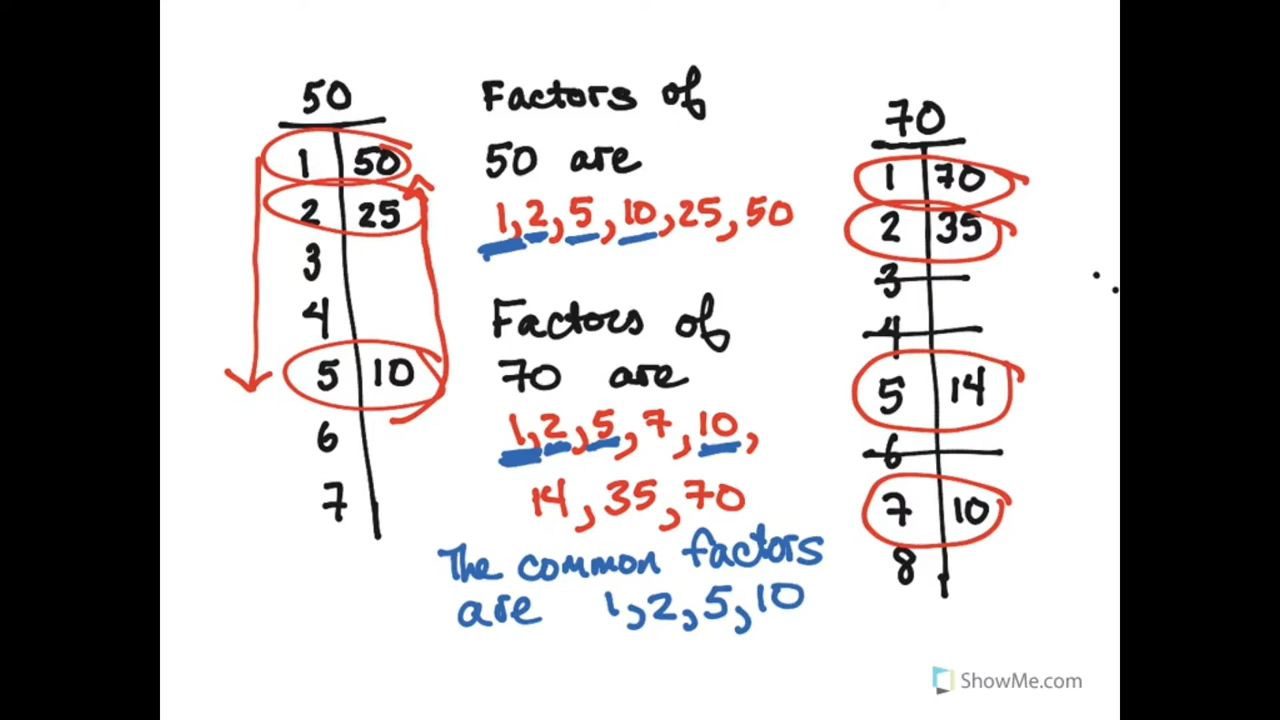 50
1 50
2 25
3
4
5 10
6
7
Factors of
50 are
1, 2, 5, 10, 25, 50
Factors of
70 are
1, 2, 5, 7, 10,
14, 35, 70
The common factors
are 1, 2, 5, 10
70
1 70
2 35
3
4
5 14
6
7 10
8
ShowMe.com